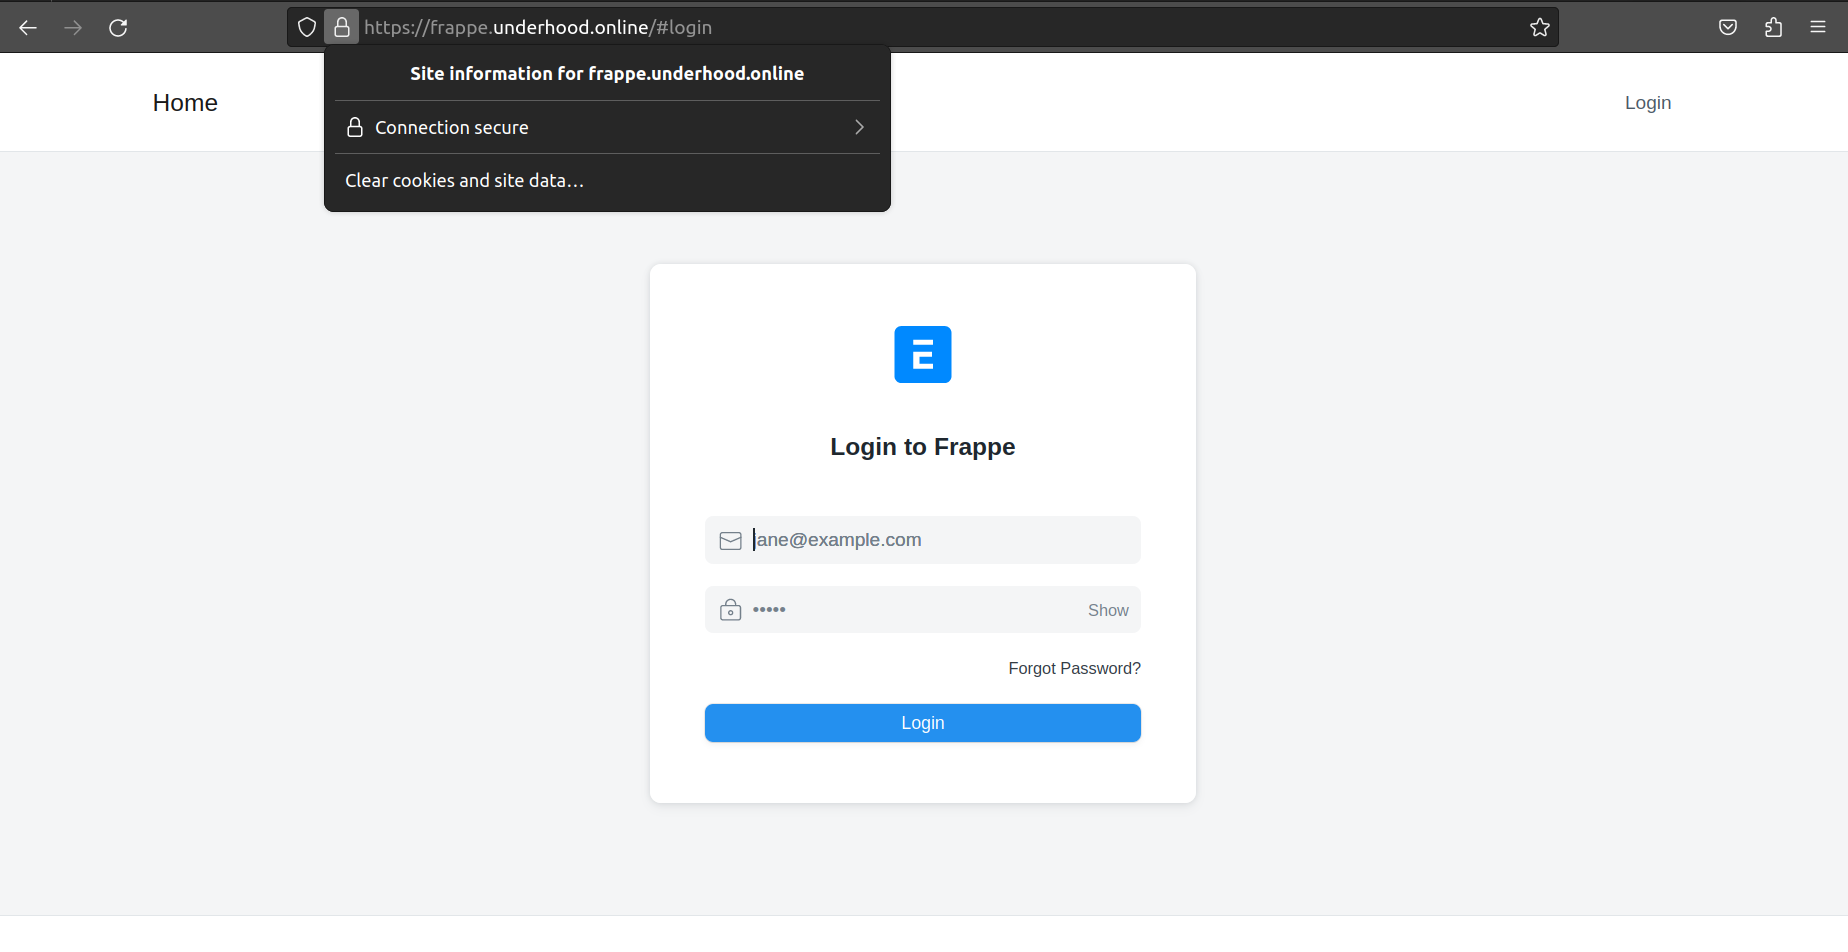 https://frappe.underhood.online/#login
Site information for frappe.underhood.online
Home
Login
Connection secure
Clear cookies and site data…
E
Login to Frappe
jane@example.com
•••••
Show
Forgot Password?
Login